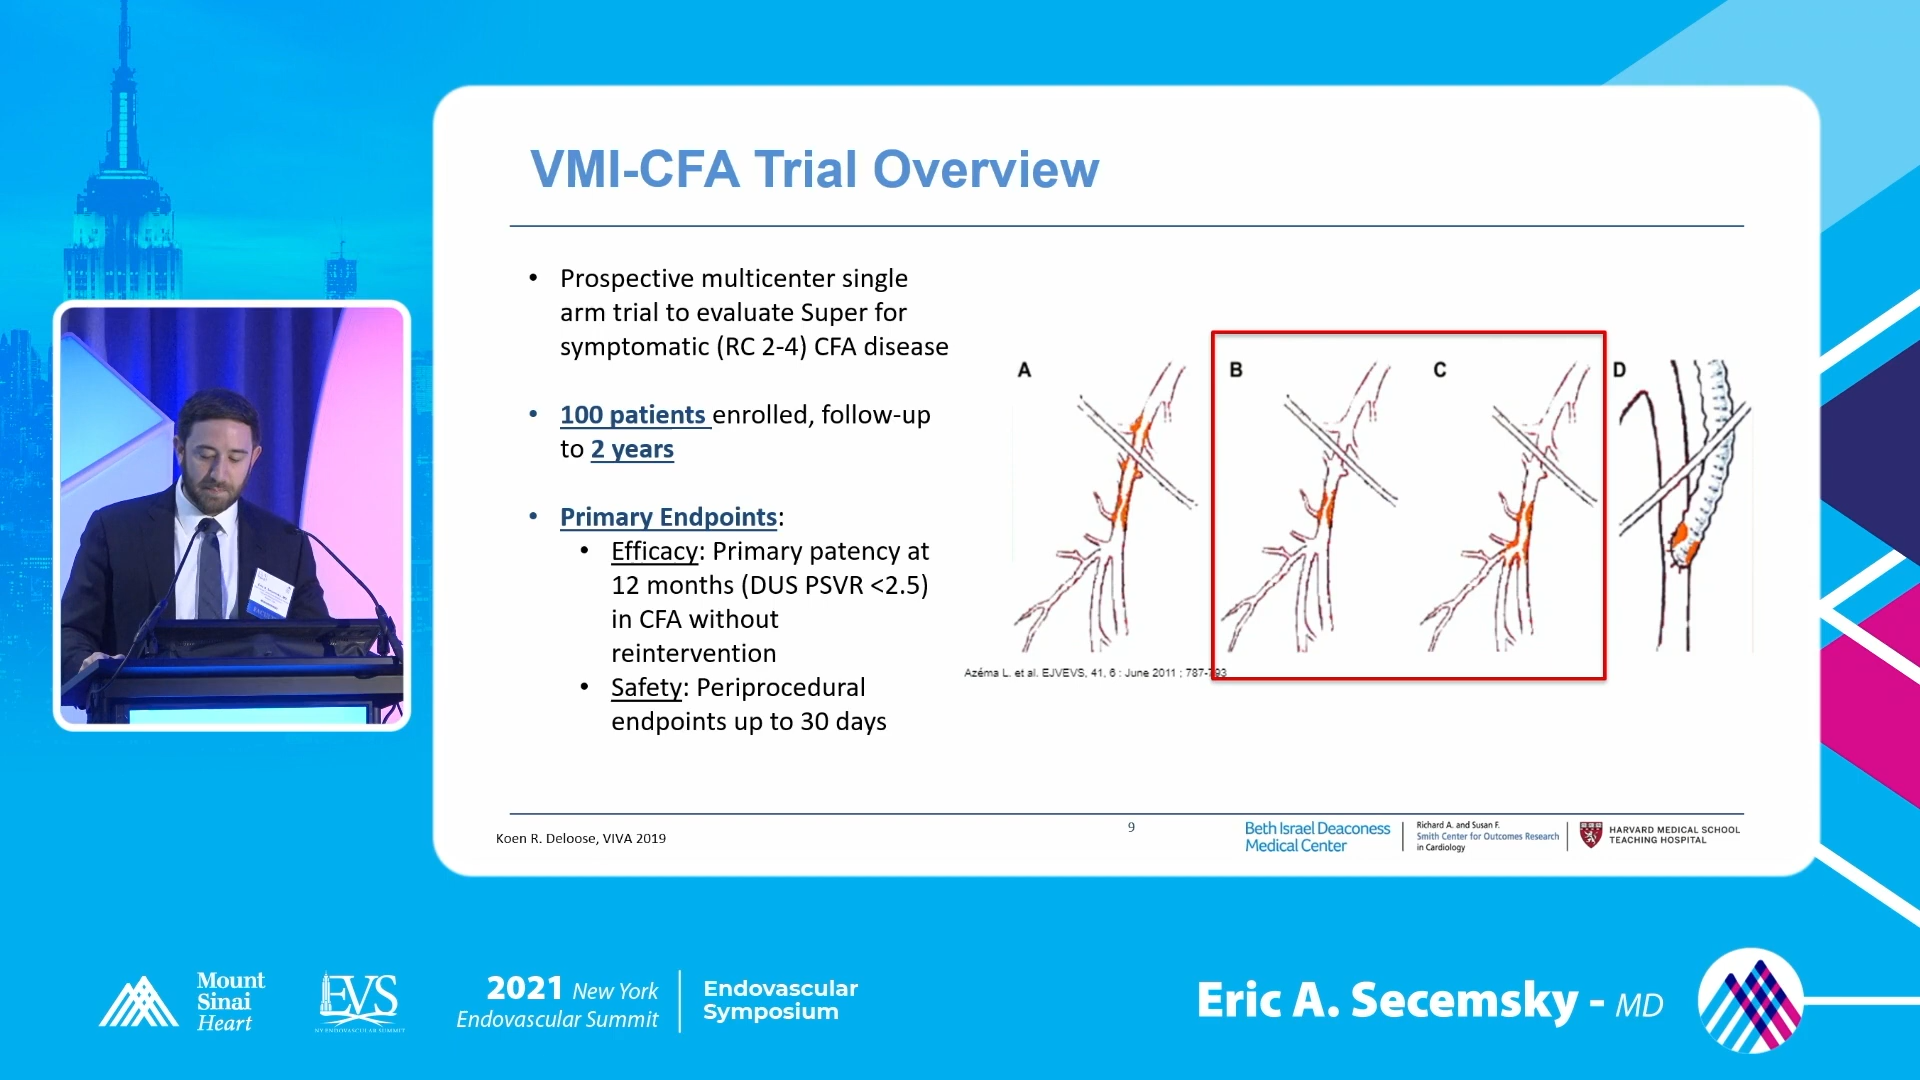 VMI-CFA Trial Overview
• Prospective multicenter single
arm trial to evaluate Super for
symptomatic (RC 2-4) CFA disease
• 100 patients enrolled, follow-up
to 2 years
• Primary Endpoints:
• Efficacy: Primary patency at
12 months (DUS PSVR <2.5)
in CFA without
reintervention
• Safety: Periprocedural
endpoints up to 30 days
A
B
C
D
Azéma L. et al. EJVEVS, 41, 6 : June 2011 ; 787-793
Koen R. Deloose, VIVA 2019
9
Beth Israel Deaconess
Medical Center
Richard A. and Susan F.
Smith Center for Outcomes Research
in Cardiology
HARVARD MEDICAL SCHOOL
TEACHING HOSPITAL
Mount
Sinai
Heart
EVS
NY ENDOVASCULAR SUMMIT
2021 New York
Endovascular Summit
Endovascular
Symposium
Eric A. Secemsky - MD